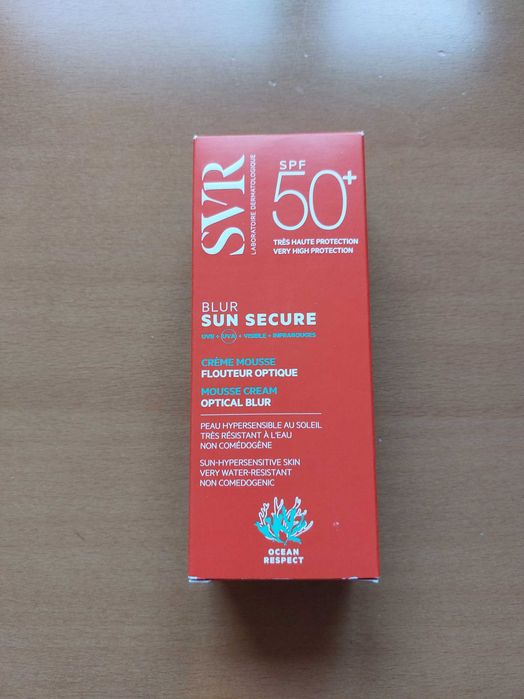 SVR
LABORATOIRE DERMATOLOGIQUE
SPF
50+
TRÈS HAUTE PROTECTION
VERY HIGH PROTECTION
BLUR
SUN SECURE
UVB + UVA + VISIBLE + INFRAROUGES
CRÈME MOUSSE
FLOUTEUR OPTIQUE
MOUSSE CREAM
OPTICAL BLUR
PEAU HYPERSENSIBLE AU SOLEIL
TRÈS RÉSISTANT À L'EAU
NON COMÉDOGÈNE
SUN-HYPERSENSITIVE SKIN
VERY WATER-RESISTANT
NON COMEDOGENIC
OCEAN
RESPECT